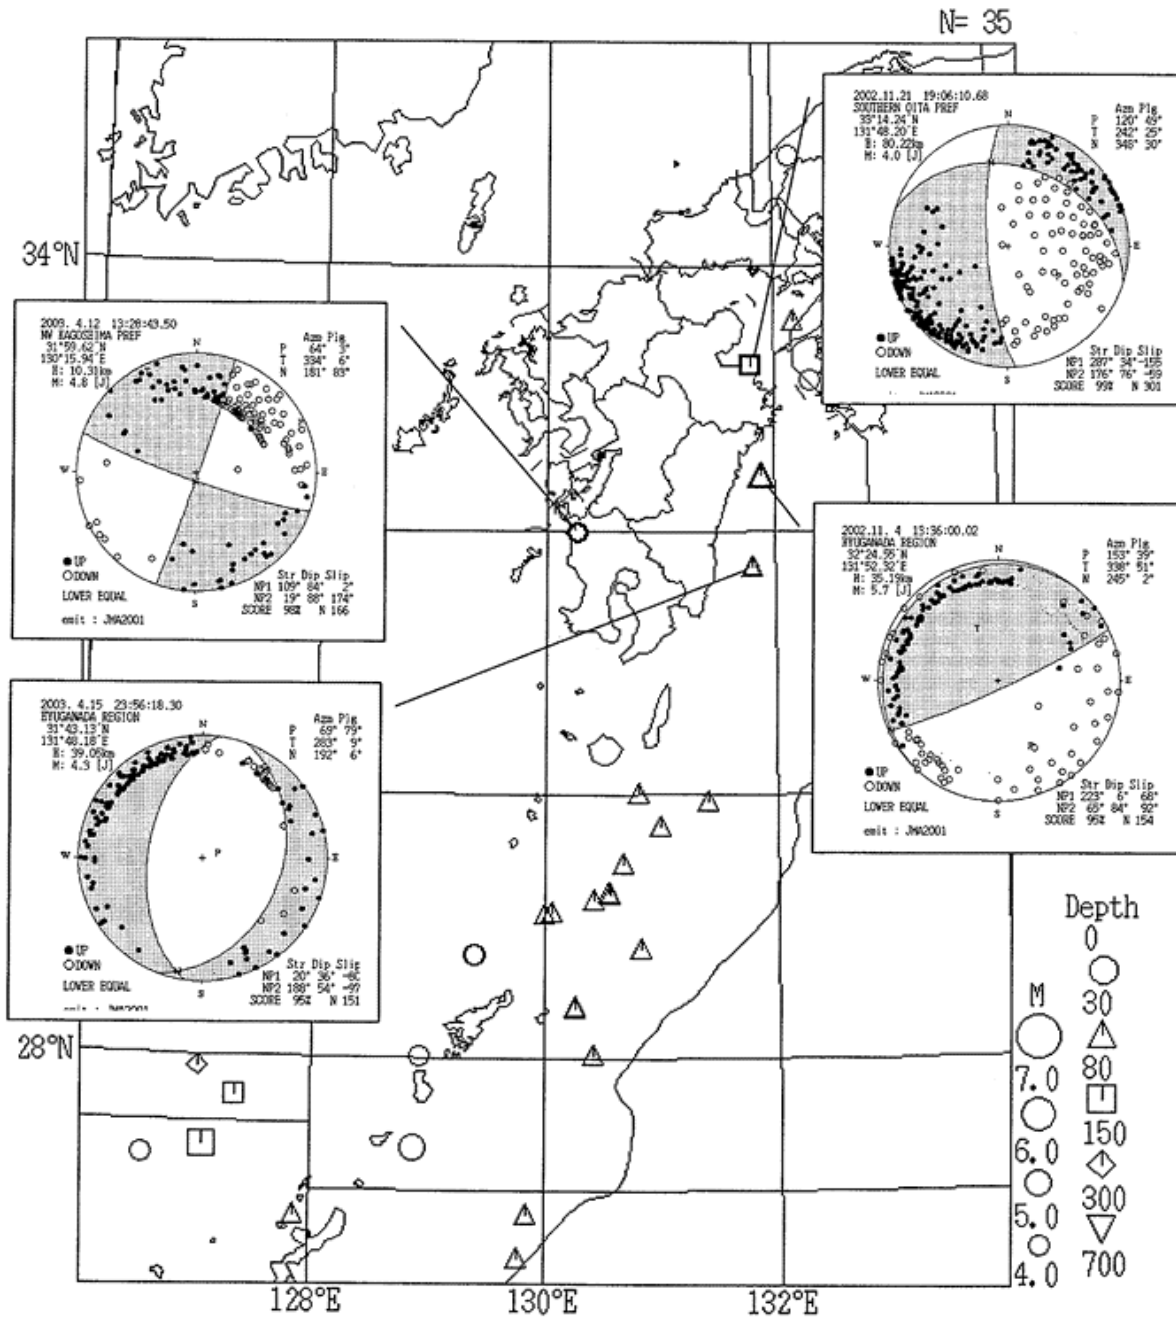 N= 35
2002.11.21 19:06:10.68
SOUTHERN OITA PREF
33°14.24'N
131°48.20'E
H: 80.22km
M: 4.0 [J]
Azm Plg
P 120° 49°
T 242° 25°
N 348° 30°
N
W
E
S
●UP
○DOWN
LOWER EQUAL
Str Dip Slip
NP1 287° 34°-155
NP2 176° 76° -59
SCORE 99% N 301
34°N
2003. 4.12 13:28:43.50
NW KAGOSHIMA PREF
31°59.62'N
130°15.94'E
H: 10.31km
M: 4.8 [J]
Azm Plg
P 64° 3°
T 334° 6°
N 181° 83°
N
W
E
S
●UP
○DOWN
LOWER EQUAL
Str Dip Slip
NP1 109° 84° 2°
NP2 19° 88° 174°
SCORE 98% N 166
emit : JMA2001
2002.11. 4 13:36:00.02
HYUGANADA REGION
32°24.55'N
131°52.32'E
H: 35.19km
M: 5.7 [J]
Azm Plg
P 153° 39°
T 338° 51°
N 245° 2°
N
T
W
E
P
S
●UP
○DOWN
LOWER EQUAL
Str Dip Slip
NP1 223° 6° 68°
NP2 65° 84° 92°
SCORE 95% N 154
emit : JMA2001
2003. 4.15 23:56:18.30
HYUGANADA REGION
31°43.13'N
131°48.18'E
H: 39.05km
M: 4.3 [J]
Azm Plg
P 69° 79°
T 283° 9°
N 192° 6°
N
W
P
E
N
S
●UP
○DOWN
LOWER EQUAL
Str Dip Slip
NP1 20° 36° -80
NP2 188° 54° -97
SCORE 95% N 151
28°N
Depth
0
30
80
150
300
700
M
7.0
6.0
5.0
4.0
128°E
130°E
132°E